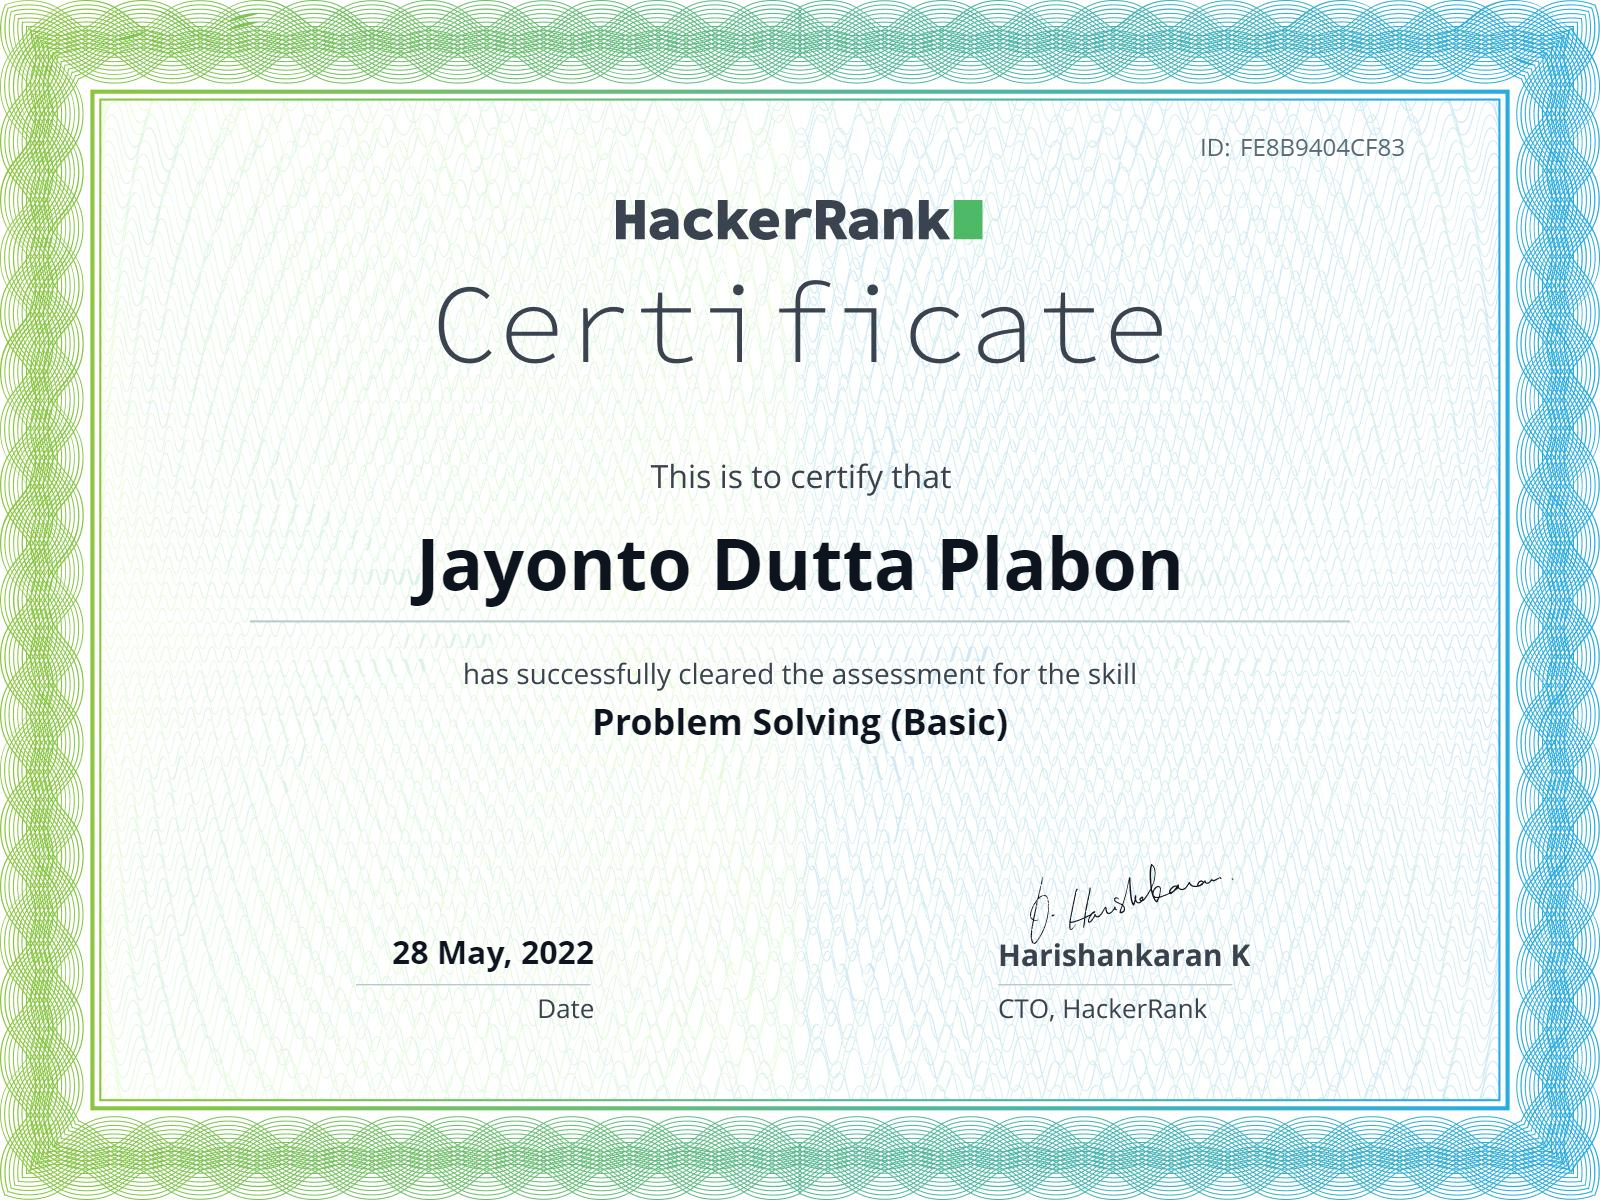 ID: FE8B9404CF83
HackerRank
Certificate
This is to certify that
Jayonto Dutta Plabon
has successfully cleared the assessment for the skill
Problem Solving (Basic)
28 May, 2022
Date
Harishankaran K
CTO, HackerRank